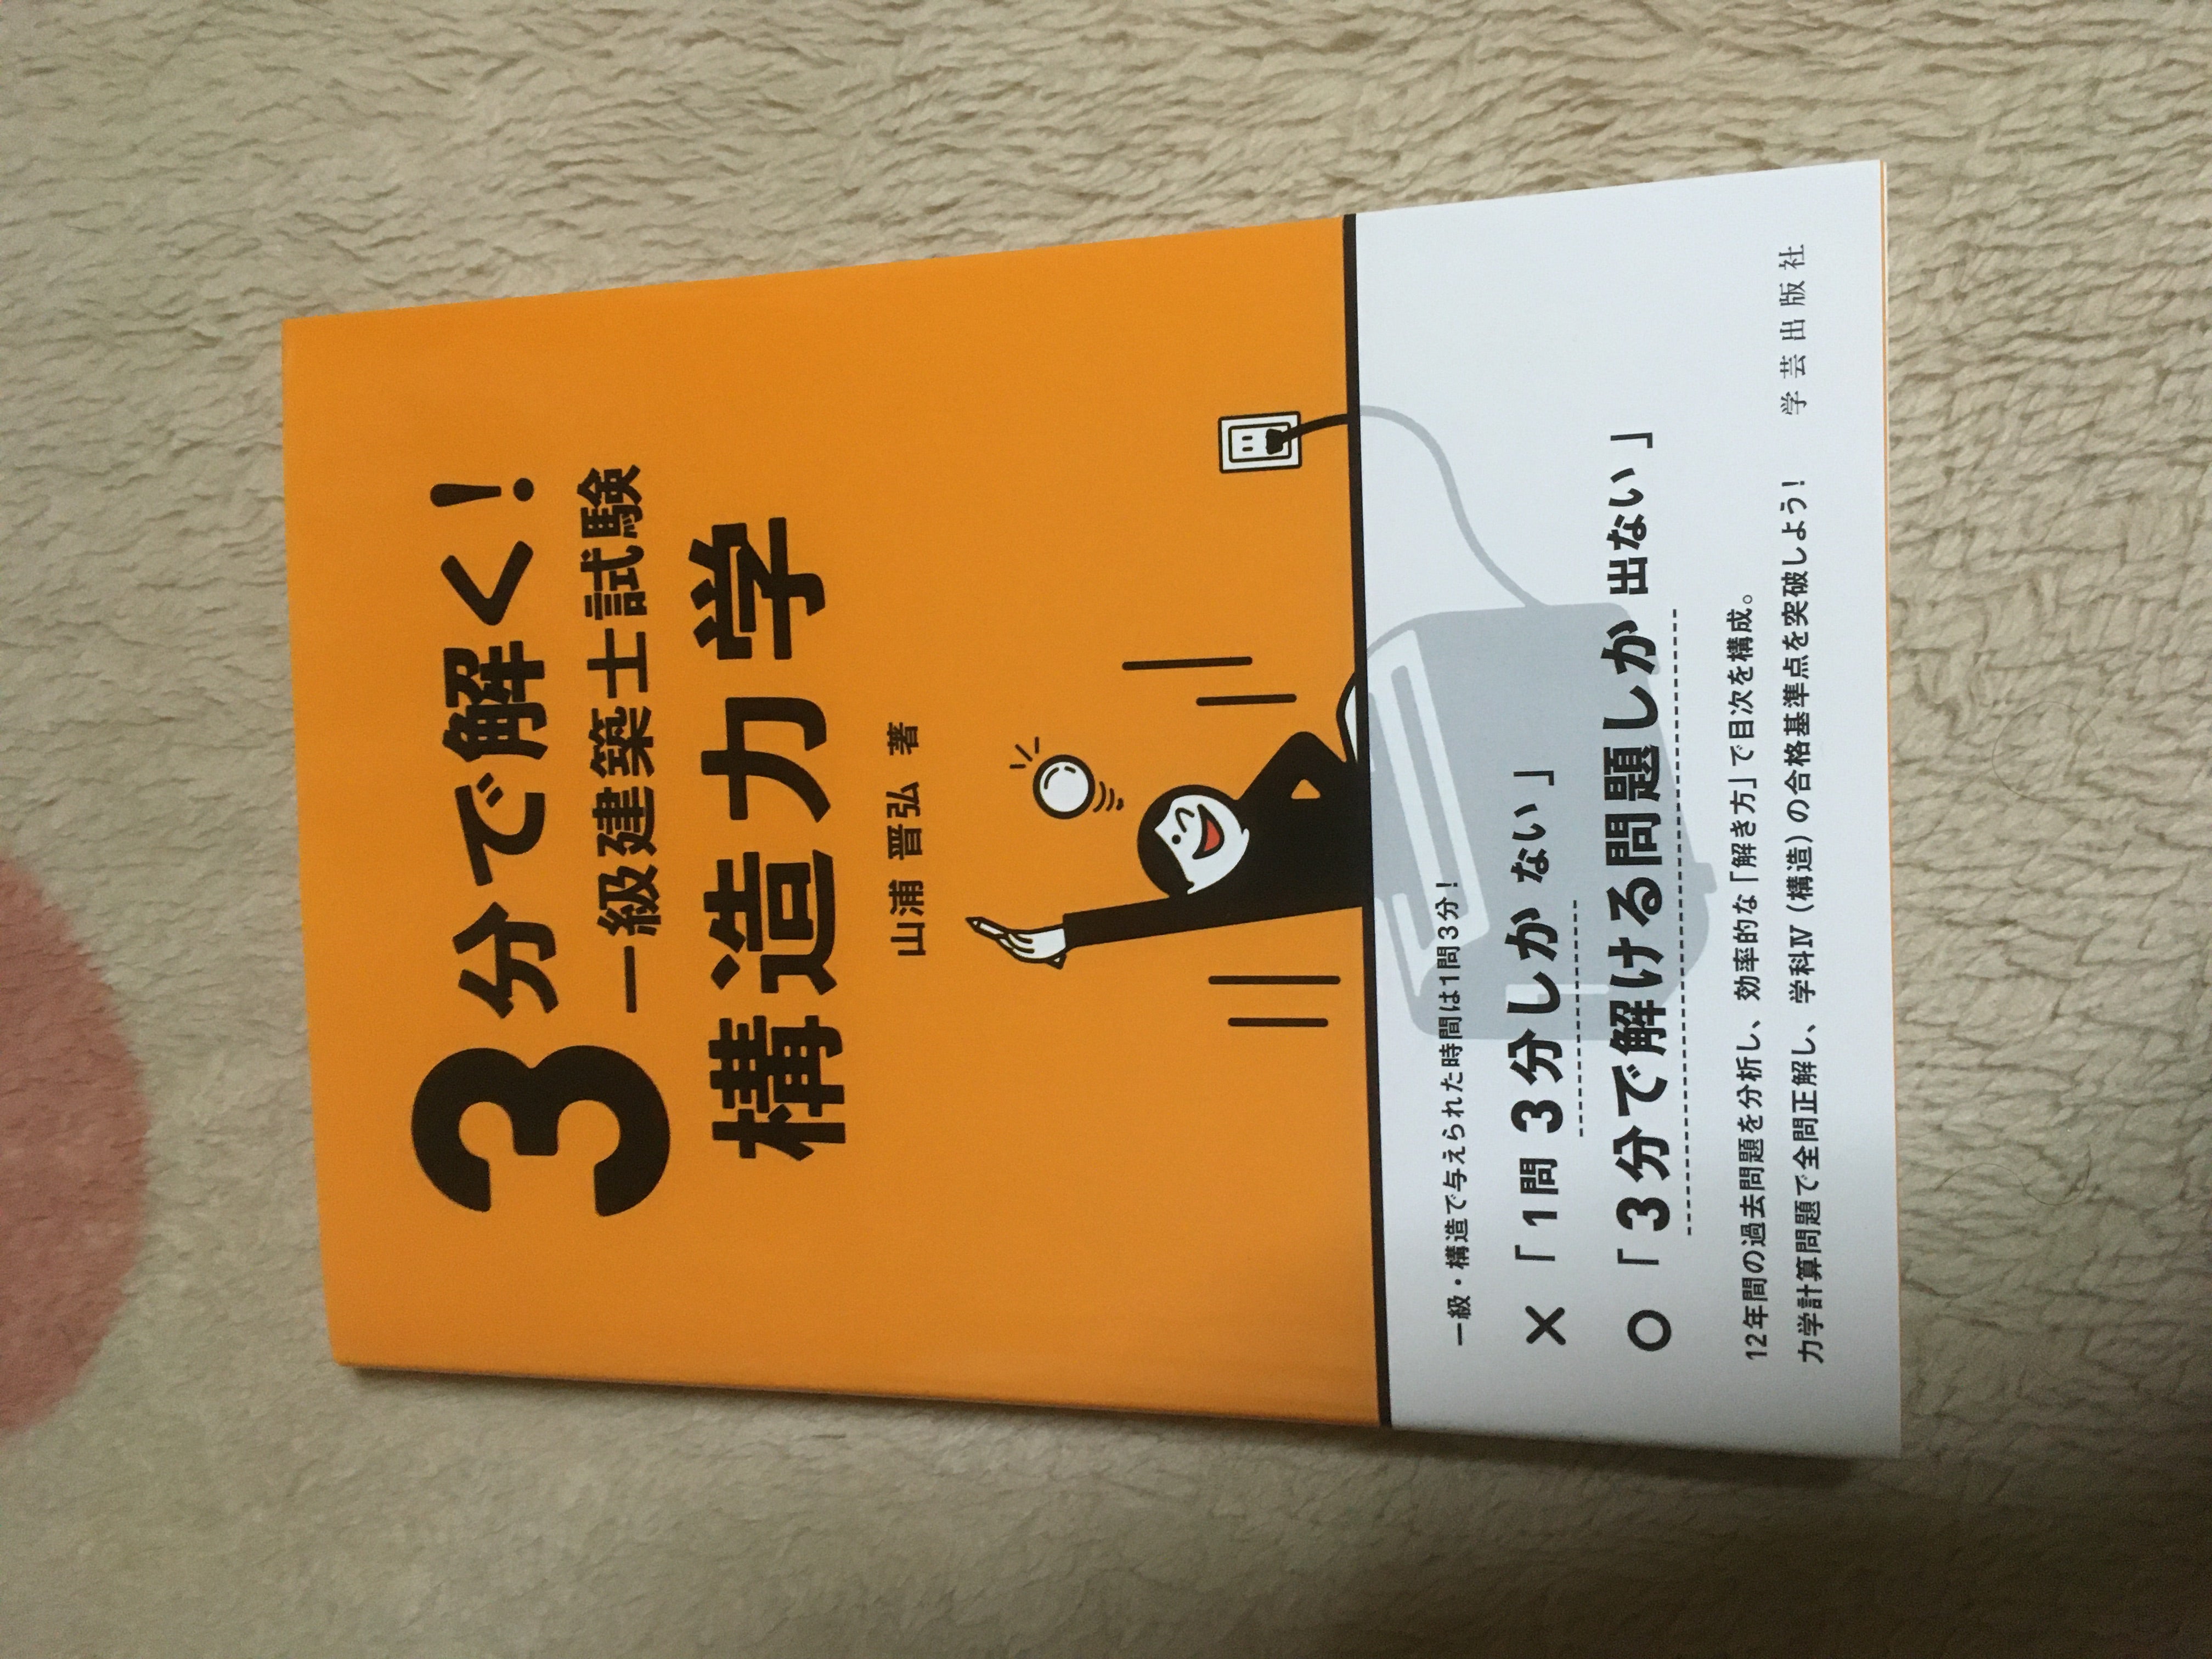 3分で解く!
一級建築士試験
構造力学
山浦 晋弘 著
一級・構造で与えられた時間は1問3分!
×「1問 3分しか ない」
○「3分で解ける問題しか 出ない」
12年間の過去問題を分析し、効率的な「解き方」で目次を構成。
力学計算問題で全問正解し、学科Ⅳ(構造)の合格基準点を突破しよう!
学芸出版社